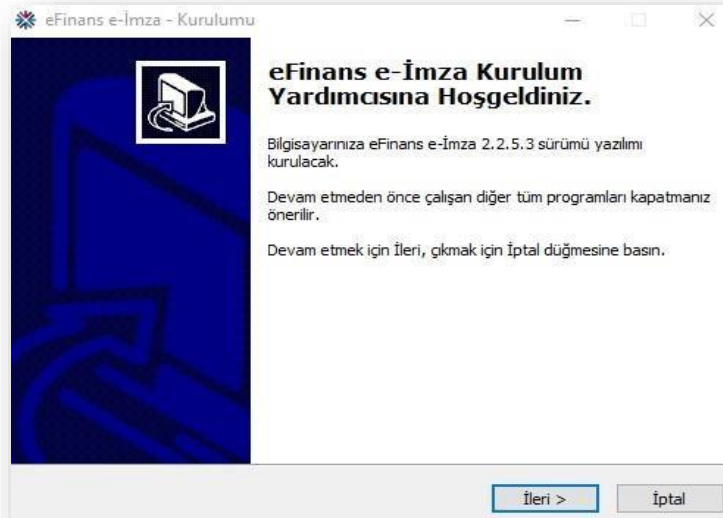 eFinans e-İmza - Kurulumu
eFinans e-İmza Kurulum
Yardımcısına Hoşgeldiniz.
Bilgisayarınıza eFinans e-İmza 2.2.5.3 sürümü yazılımı
kurulacak.
Devam etmeden önce çalışan diğer tüm programları kapatmanız
önerilir.
Devam etmek için İleri, çıkmak için İptal düğmesine basın.
İleri >
İptal